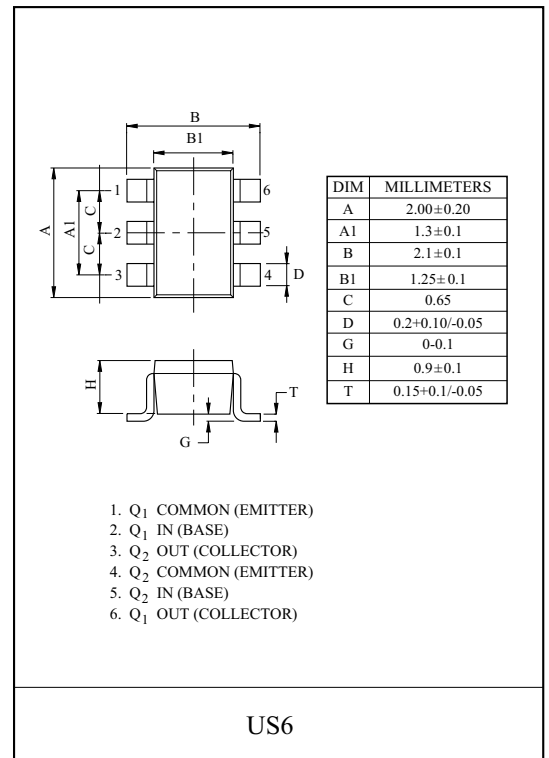 B
B1
1
6
A
A1
C
2
5
C
3
4
D
H
T
G
DIM MILLIMETERS
A 2.00±0.20
A1 1.3±0.1
B 2.1±0.1
B1 1.25±0.1
C 0.65
D 0.2+0.10/-0.05
G 0-0.1
H 0.9±0.1
T 0.15+0.1/-0.05
1. Q1 COMMON (EMITTER)
2. Q1 IN (BASE)
3. Q2 OUT (COLLECTOR)
4. Q2 COMMON (EMITTER)
5. Q2 IN (BASE)
6. Q1 OUT (COLLECTOR)
US6